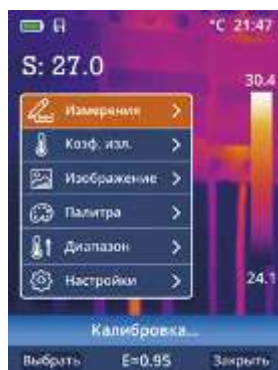 °C 21:47
S: 27.0
30.4
Измерения
Коэф. изл.
Изображение
Палитра
Диапазон
Настройки
24.1
Калибровка...
Выбрать E=0.95 Закрыть